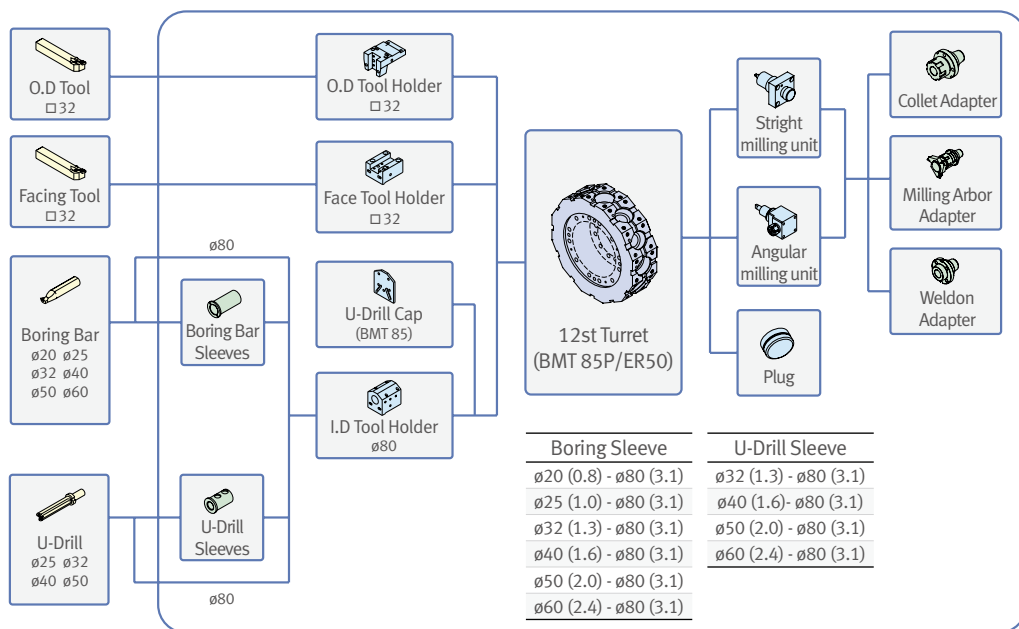 O.D Tool
□32
Facing Tool
□32
ø80
Boring Bar
ø20 ø25
ø32 ø40
ø50 ø60
Boring Bar
Sleeves
U-Drill
ø25 ø32
ø40 ø50
U-Drill
Sleeves
ø80
O.D Tool Holder
□32
Face Tool Holder
□32
U-Drill Cap
(BMT 85)
I.D Tool Holder
ø80
12st Turret
(BMT 85P/ER50)
Stright
milling unit
Angular
milling unit
Plug
Collet Adapter
Milling Arbor
Adapter
Weldon
Adapter
Boring Sleeve
ø20 (0.8) - ø80 (3.1)
ø25 (1.0) - ø80 (3.1)
ø32 (1.3) - ø80 (3.1)
ø40 (1.6) - ø80 (3.1)
ø50 (2.0) - ø80 (3.1)
ø60 (2.4) - ø80 (3.1)
U-Drill Sleeve
ø32 (1.3) - ø80 (3.1)
ø40 (1.6)- ø80 (3.1)
ø50 (2.0) - ø80 (3.1)
ø60 (2.4) - ø80 (3.1)